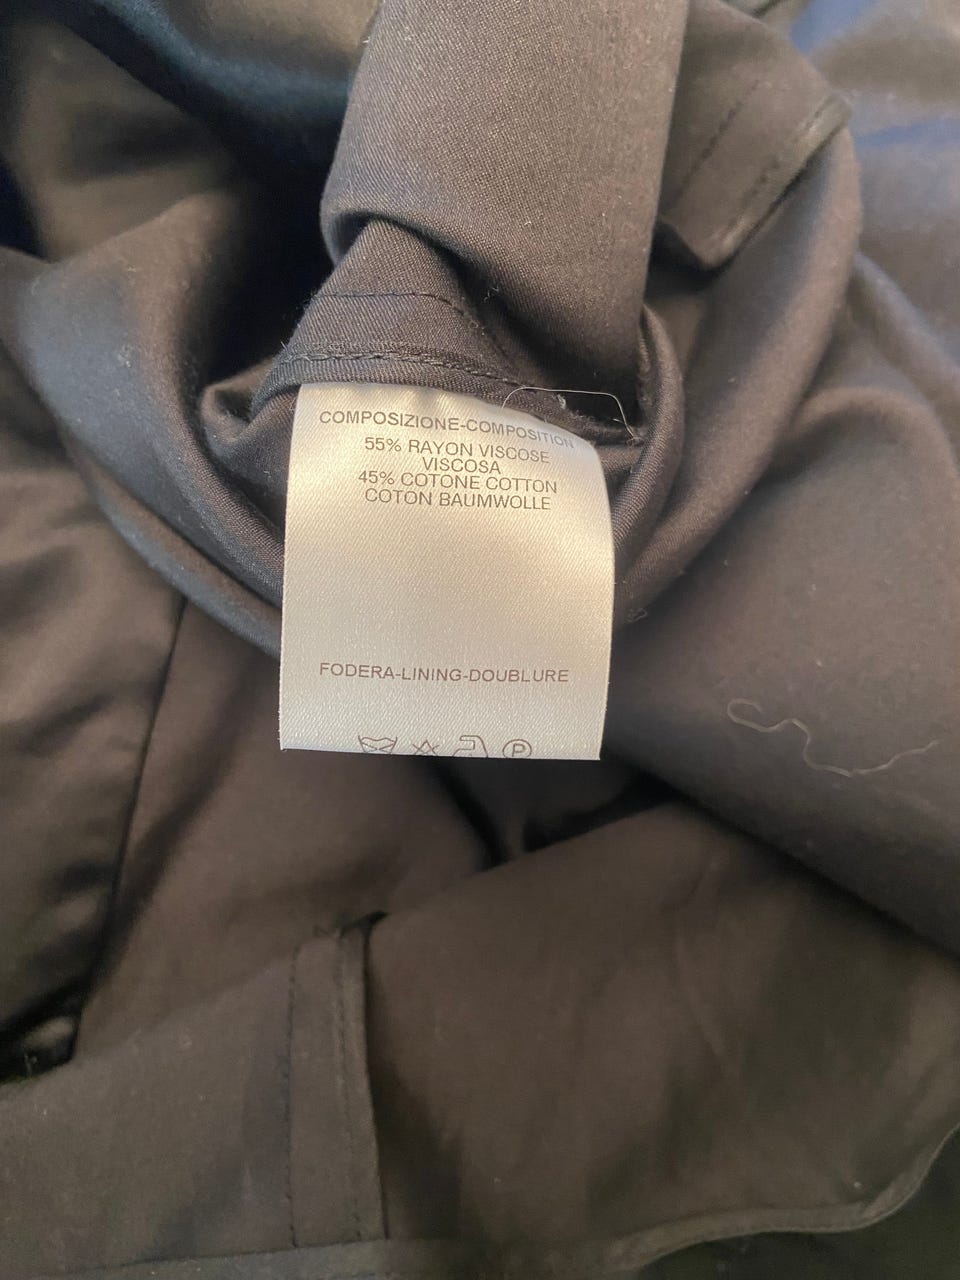 COMPOSIZIONE-COMPOSITION
55% RAYON VISCOSE
VISCOSA
45% COTONE COTTON
COTON BAUMWOLLE
FODERA-LINING-DOUBLURE
P